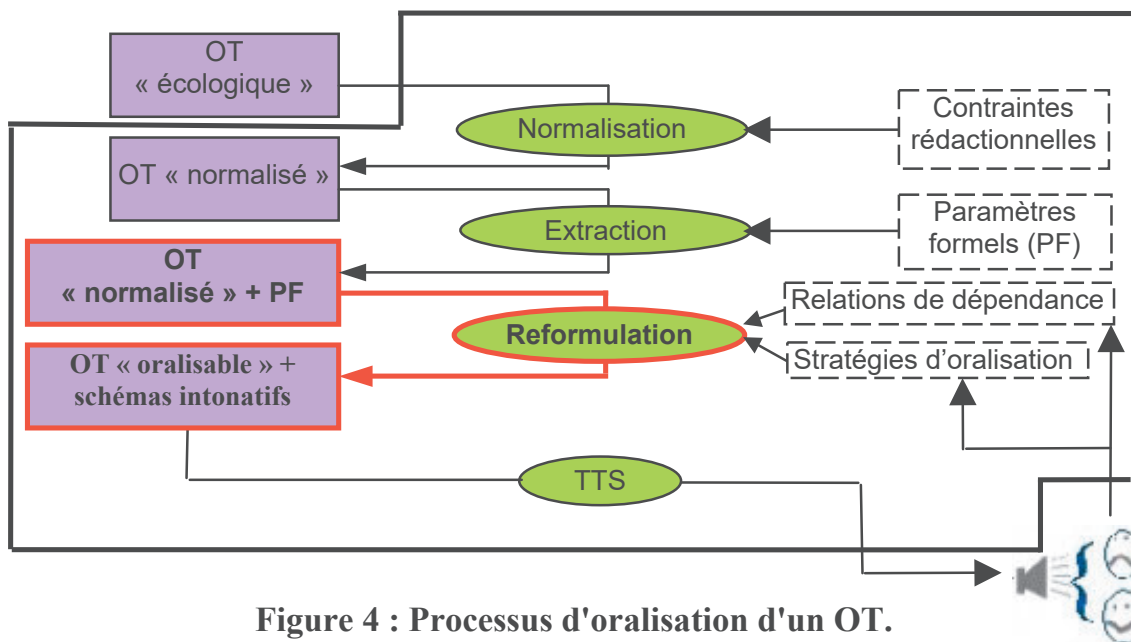 OT
« écologique »
Normalisation
Contraintes
rédactionnelles
OT « normalisé »
Extraction
Paramètres
formels (PF)
OT
« normalisé » + PF
Relations de dépendance
Reformulation
Stratégies d'oralisation
OT « oralisable » +
schémas intonatifs
TTS
Figure 4 : Processus d'oralisation d'un OT.